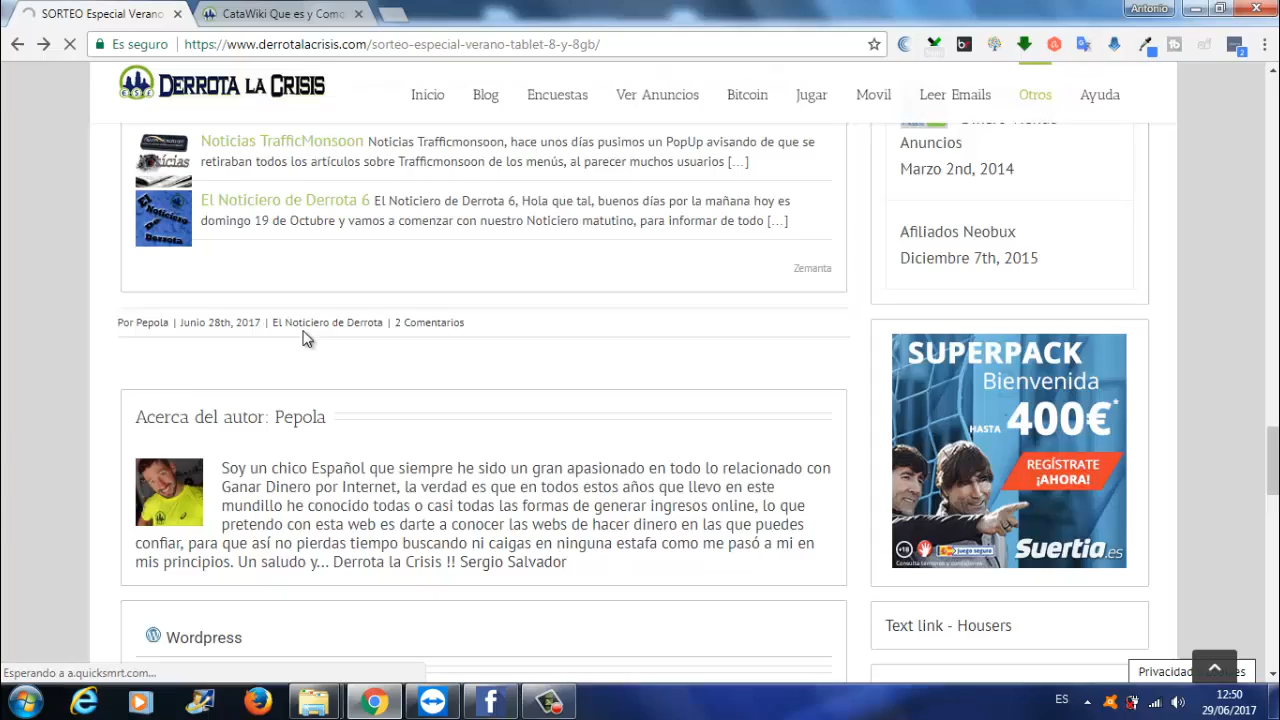 SORTEO Especial Verano
CataWiki Que es y Como
Antonio
Es seguro
https://www.derrotalacrisis.com/sorteo-especial-verano-tablet-8-y-8gb/
DERROTA LA CRISIS
Inicio
Blog
Encuestas
Ver Anuncios
Bitcoin
Jugar
Movil
Leer Emails
Otros
Ayuda
Noticias TrafficMonsoon Noticias Trafficmonsoon, hace unos días pusimos un PopUp avisando de que se
retiraban todos los artículos sobre Trafficmonsoon de los menús, al parecer muchos usuarios [...]
Noticias
El Noticiero de Derrota 6 El Noticiero de Derrota 6, Hola que tal, buenos días por la mañana hoy es
domingo 19 de Octubre y vamos a comenzar con nuestro Noticiero matutino, para informar de todo [...]
Noticiero
Derrota
Zemanta
Por Pepola | Junio 28th, 2017 | El Noticiero de Derrota | 2 Comentarios
Acerca del autor: Pepola
Soy un chico Español que siempre he sido un gran apasionado en todo lo relacionado con
Ganar Dinero por Internet, la verdad es que en todos estos años que llevo en este
mundillo he conocido todas o casi todas las formas de generar ingresos online, lo que
pretendo con esta web es darte a conocer las webs de hacer dinero en las que puedes
confiar, para que así no pierdas tiempo buscando ni caigas en ninguna estafa como me pasó a mi en
mis principios. Un saludo y... Derrota la Crisis !! Sergio Salvador
Wordpress
Anuncios
Marzo 2nd, 2014
Afiliados Neobux
Diciembre 7th, 2015
SUPERPACK
Bienvenida
HASTA 400€*
REGÍSTRATE
¡AHORA!
+18
juego seguro
Suertia.es
Consulta términos y condiciones
Text link - Housers
Privacidad
Esperando a a.quicksmrt.com...
ES
12:50
29/06/2017